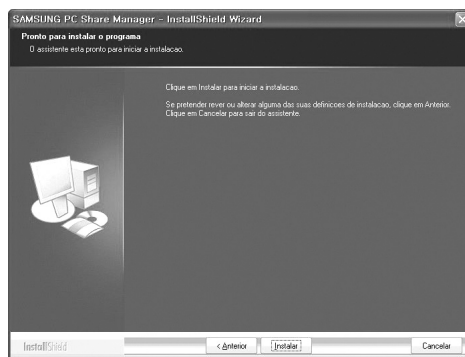 SAMSUNG PC Share Manager - InstallShield Wizard
Pronto para instalar o programa
O assistente esta pronto para iniciar a instalacao.
Clique em Instalar para iniciar a instalacao.
Se pretender rever ou alterar alguma das suas definicoes de instalacao, clique em Anterior.
Clique em Cancelar para sair do assistente.
InstallShield
< Anterior
Instalar
Cancelar